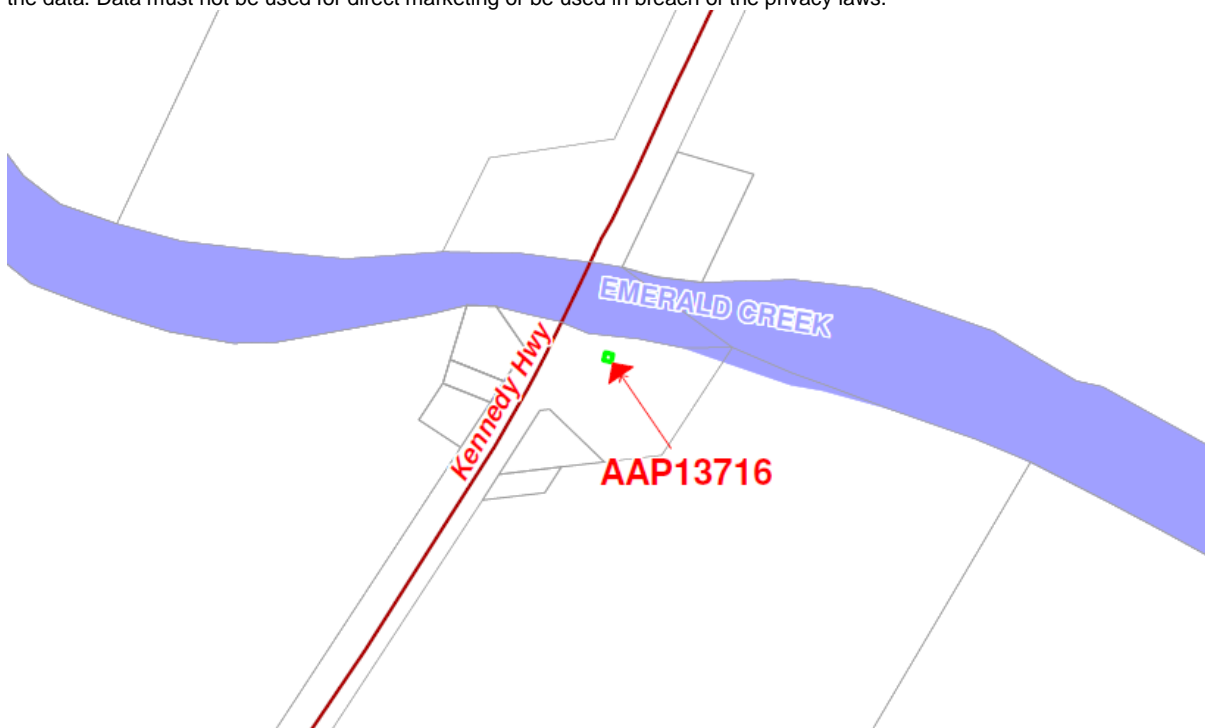 the data. Data must not be used for direct marketing or be used in breach of the privacy laws.
EMERALD CREEK
Kennedy Hwy
AAP13716